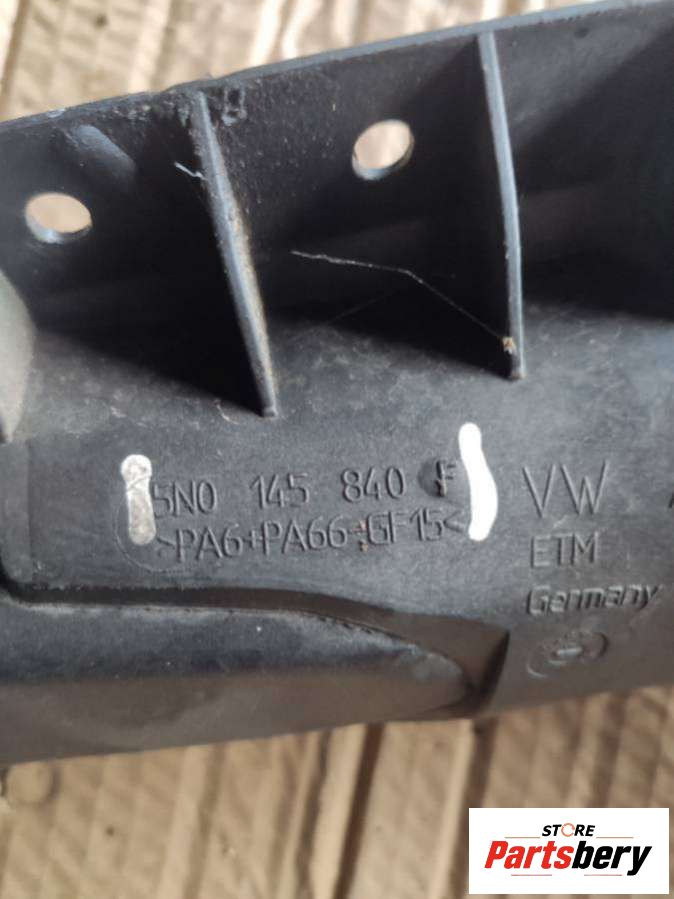 5N0 145 840 F
>PA6+PA66-GF15<
VW
ETM
Germany
STORE
Partsbery